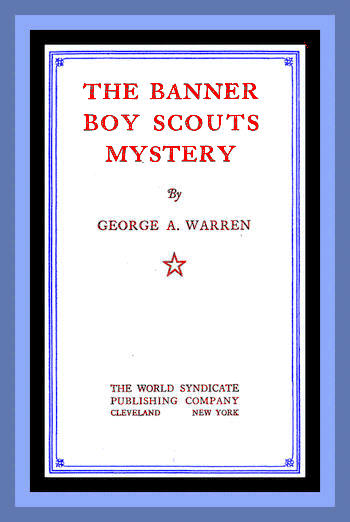 THE BANNER
BOY SCOUTS
MYSTERY
By
GEORGE A. WARREN
THE WORLD SYNDICATE
PUBLISHING COMPANY
CLEVELAND NEW YORK